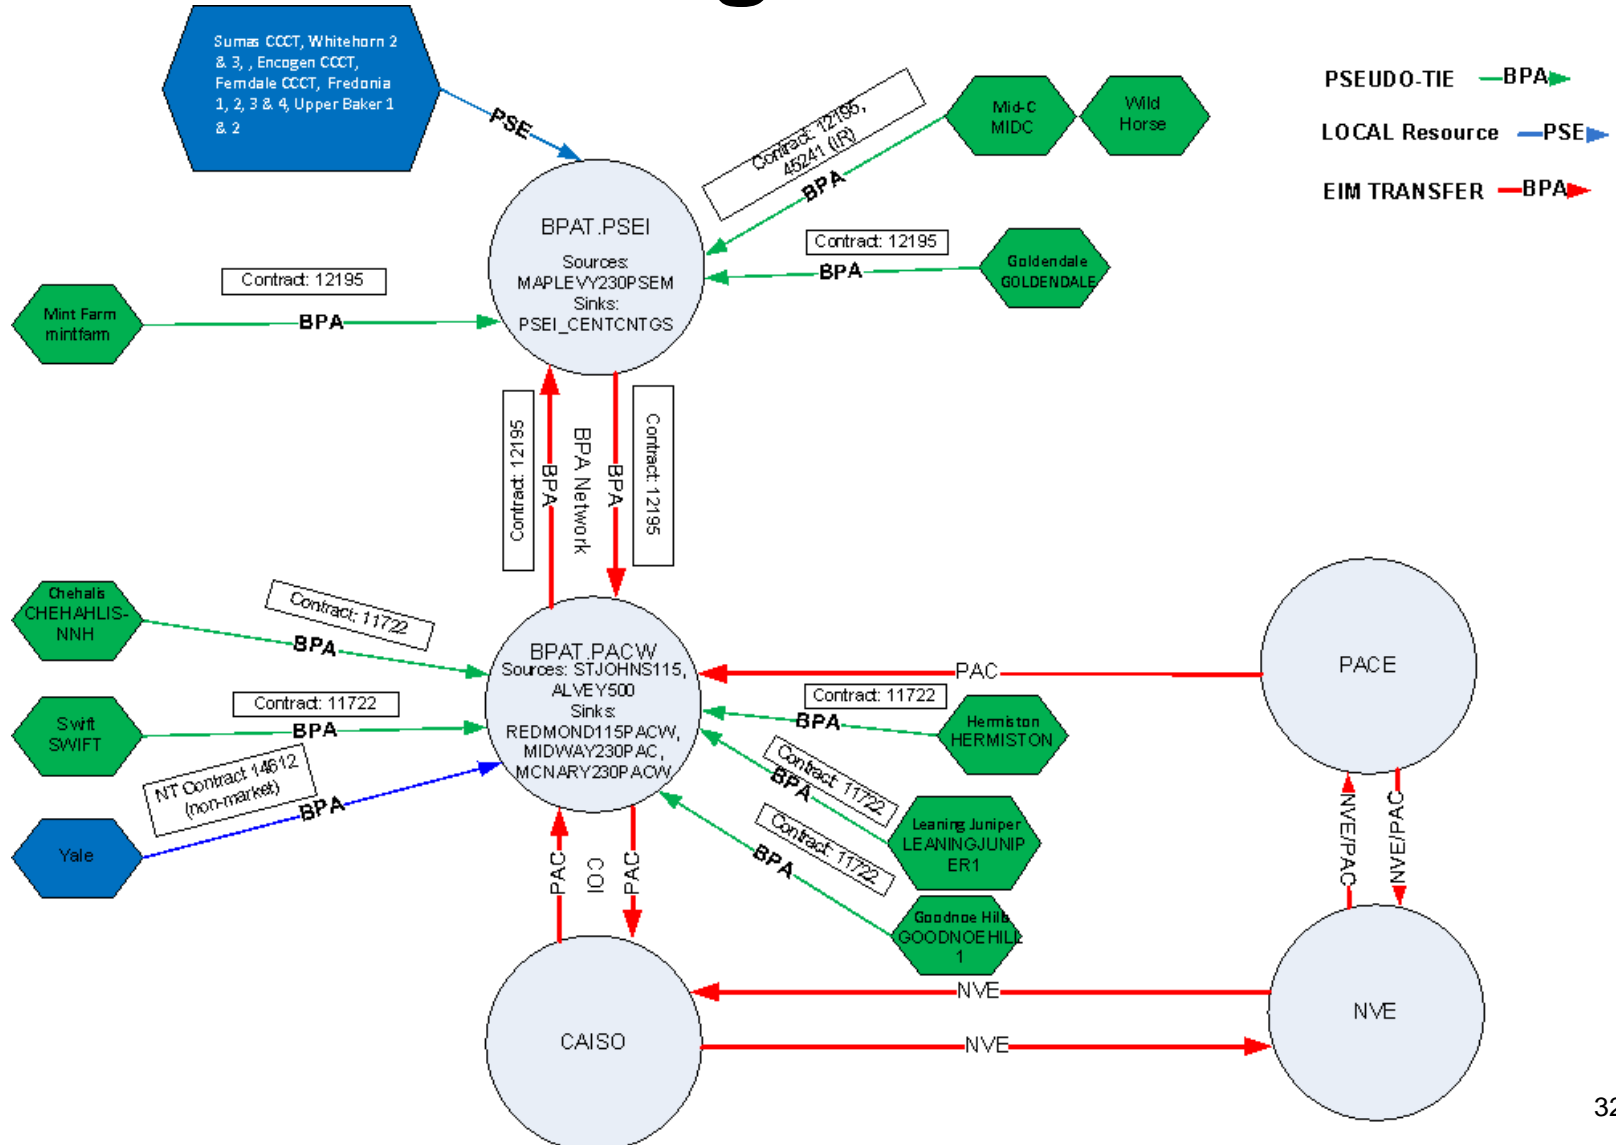 Sumas CCCT, Whitehorn 2
& 3, , Encogen CCCT,
Ferndale CCCT, Fredonia
1, 2, 3 & 4, Upper Baker 1
& 2
PSE
Contract: 12195,
45241 (IR)
BPA
Mid-C
MIDC
Wild
Horse
PSEUDO-TIE
BPA
LOCAL Resource
PSE
EIM TRANSFER
BPA
BPAT.PSEI
Sources:
MAPLEVY230PSEM
Sinks:
PSEI_CENTCNTGS
Contract: 12195
BPA
Goldendale
GOLDENDALE
Contract: 12195
BPA
Mint Farm
mintfarm
Contract: 12195
BPA
BPA Network
BPA
Contract: 12195
Chehalis
CHEHAHLIS-
NNH
Contract: 11722
BPA
Swift
SWIFT
Contract: 11722
BPA
NT Contract 14612
(non-market)
BPA
Yale
BPAT.PACW
Sources: STJOHNS115,
ALVEY500
Sinks:
REDMOND115PACW,
MIDWAY230PAC,
MCNARY230PACW
PAC
PACE
Contract: 11722
BPA
Hermiston
HERMISTON
Contract: 11722
BPA
Leaning Juniper
LEANINGJUNIP
ER1
Contract: 11722
BPA
Goodnoe Hills
GOODNOEHILL
1
PAC
COI
PAC
NVE/PAC
NVE/PAC
CAISO
NVE
NVE
NVE
32